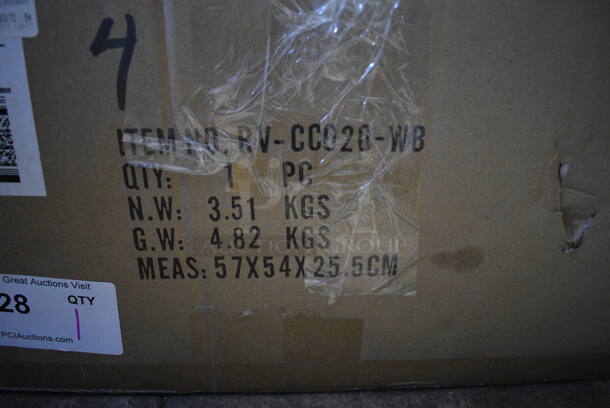 4
ITEM NO. RV-CC028-WB
QTY: 1 PC
N.W: 3.51 KGS
G.W: 4.82 KGS
MEAS: 57X54X25.5CM
Great Auctions Visit
28 QTY
1
PCIAuctions.com